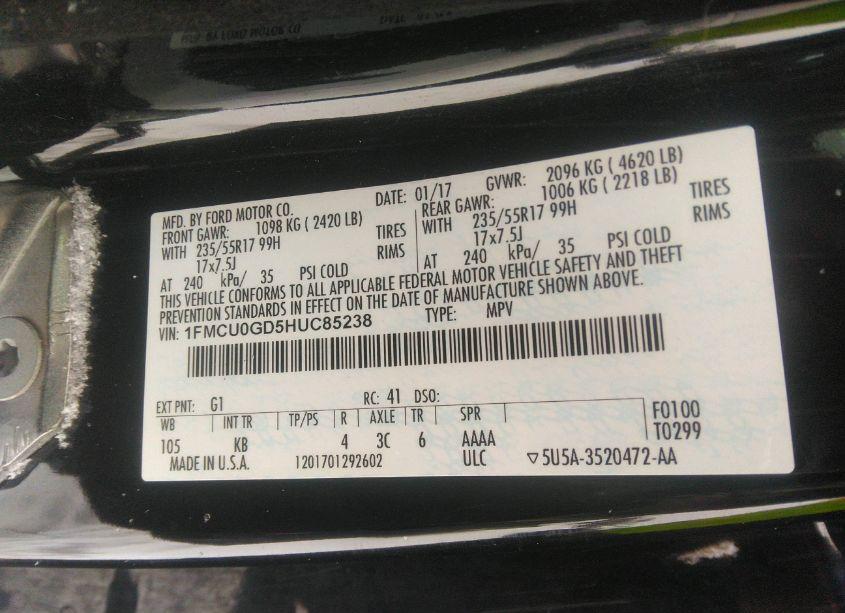 MFD. BY FORD MOTOR CO. DATE: 01/17 GVWR: 2096 KG ( 4620 LB)
FRONT GAWR: 1098 KG ( 2420 LB) REAR GAWR: 1006 KG ( 2218 LB)
WITH 235/55R17 99H TIRES WITH 235/55R17 99H TIRES
17x7.5J RIMS 17x7.5J RIMS
AT 240 kPa/ 35 PSI COLD AT 240 kPa/ 35 PSI COLD
THIS VEHICLE CONFORMS TO ALL APPLICABLE FEDERAL MOTOR VEHICLE SAFETY AND THEFT
PREVENTION STANDARDS IN EFFECT ON THE DATE OF MANUFACTURE SHOWN ABOVE.
VIN: 1FMCU0GD5HUC85238 TYPE: MPV
EXT PNT: G1 RC: 41 DSO:
WB INT TR TP/PS R AXLE TR SPR F0100
105 KB 4 3C 6 AAAA T0299
MADE IN U.S.A. 1201701292602 ULC ▽5U5A-3520472-AA